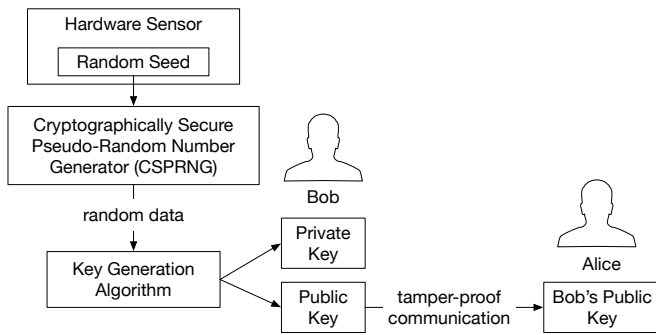 Hardware Sensor
Random Seed
Cryptographically Secure
Pseudo-Random Number
Generator (CSPRNG)
random data
Key Generation
Algorithm
Bob
Private
Key
Public
Key
tamper-proof
communication
Alice
Bob's Public
Key